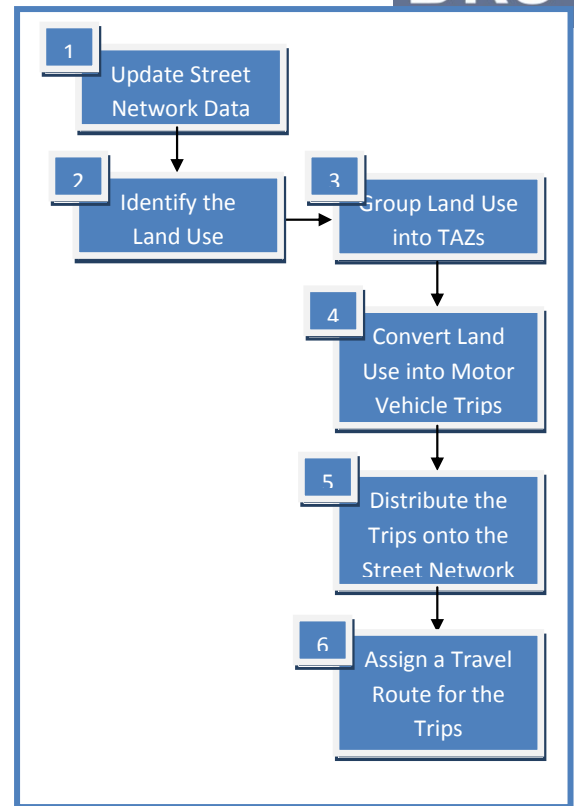 1
Update Street
Network Data
2
Identify the
Land Use
3
Group Land Use
into TAZs
4
Convert Land
Use into Motor
Vehicle Trips
5
Distribute the
Trips onto the
Street Network
6
Assign a Travel
Route for the
Trips